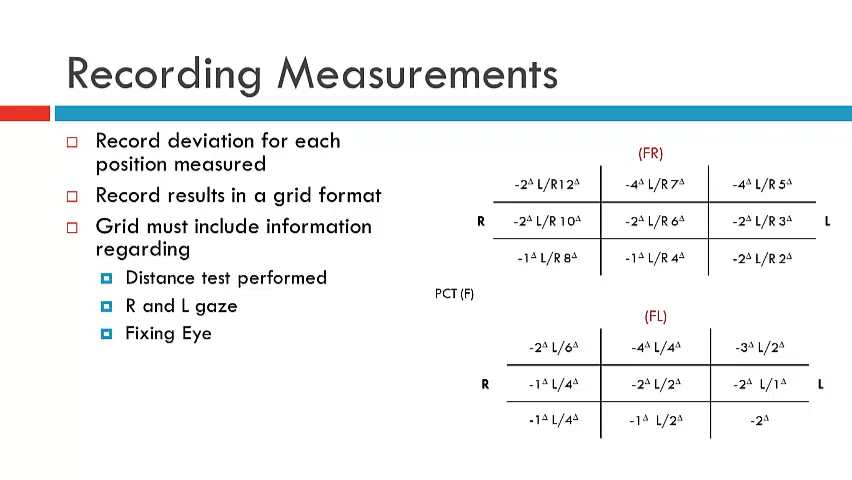 Recording Measurements
Record deviation for each
position measured
Record results in a grid format
Grid must include information
regarding
Distance test performed
R and L gaze
Fixing Eye
(FR)
-2Δ L/R12Δ -4Δ L/R 7Δ -4Δ L/R 5Δ
R -2Δ L/R 10Δ -2Δ L/R 6Δ -2Δ L/R 3Δ L
-1Δ L/R 8Δ -1Δ L/R 4Δ -2Δ L/R 2Δ
PCT (F)
(FL)
-2Δ L/6Δ -4Δ L/4Δ -3Δ L/2Δ
R -1Δ L/4Δ -2Δ L/2Δ -2Δ L/1Δ L
-1Δ L/4Δ -1Δ L/2Δ -2Δ